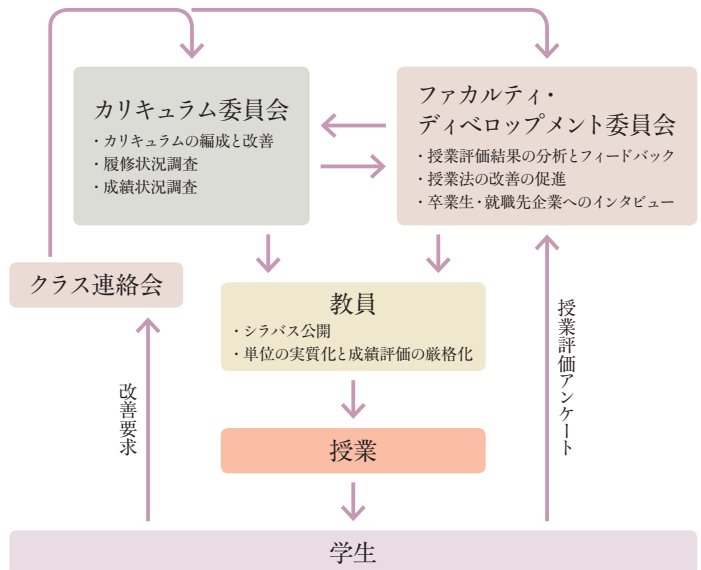 カリキュラム委員会
・カリキュラムの編成と改善
・履修状況調査
・成績状況調査
ファカルティ・
ディベロップメント委員会
・授業評価結果の分析とフィードバック
・授業法の改善の促進
・卒業生・就職先企業へのインタビュー
クラス連絡会
教員
・シラバス公開
・単位の実質化と成績評価の厳格化
授業評価アンケート
改善要求
授業
学生